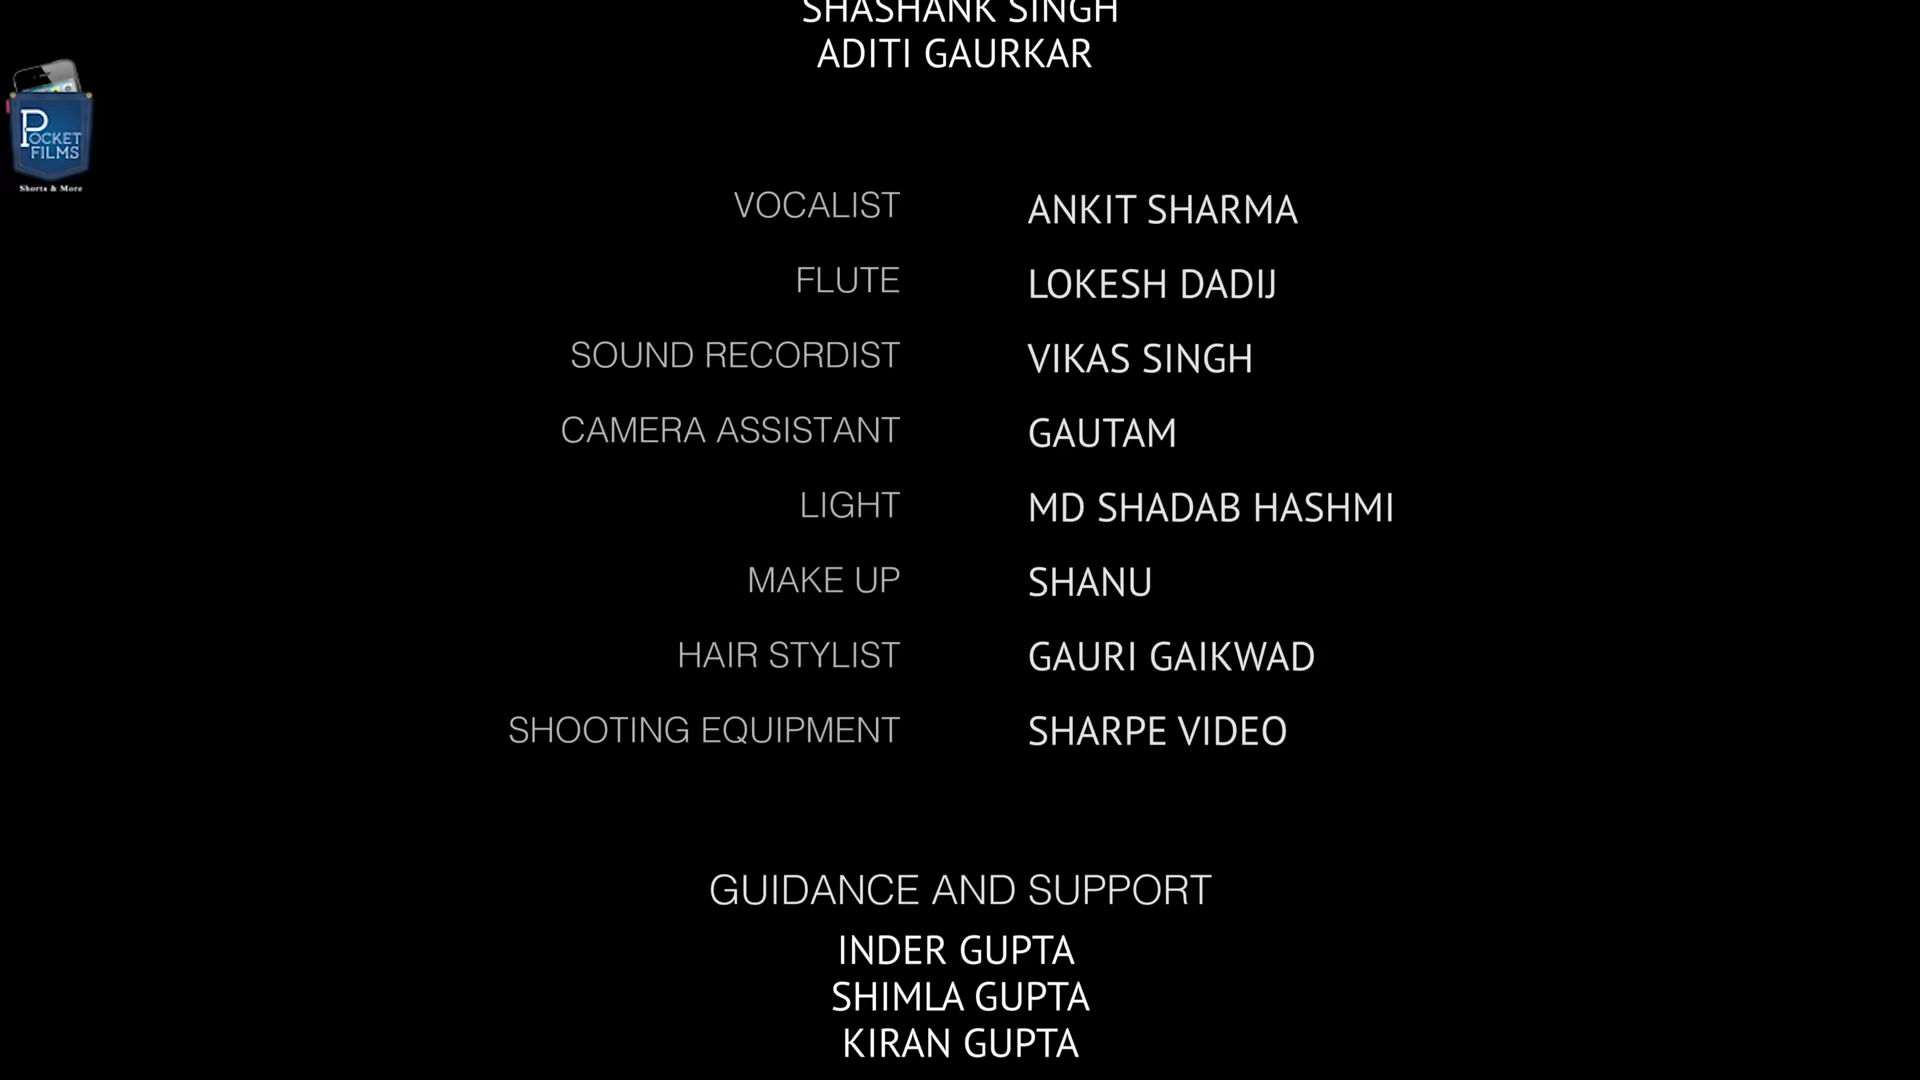 SHASHANK SINGH
ADITI GAURKAR
POCKET
FILMS
Shorts & More
VOCALIST ANKIT SHARMA
FLUTE LOKESH DADIJ
SOUND RECORDIST VIKAS SINGH
CAMERA ASSISTANT GAUTAM
LIGHT MD SHADAB HASHMI
MAKE UP SHANU
HAIR STYLIST GAURI GAIKWAD
SHOOTING EQUIPMENT SHARPE VIDEO
GUIDANCE AND SUPPORT
INDER GUPTA
SHIMLA GUPTA
KIRAN GUPTA